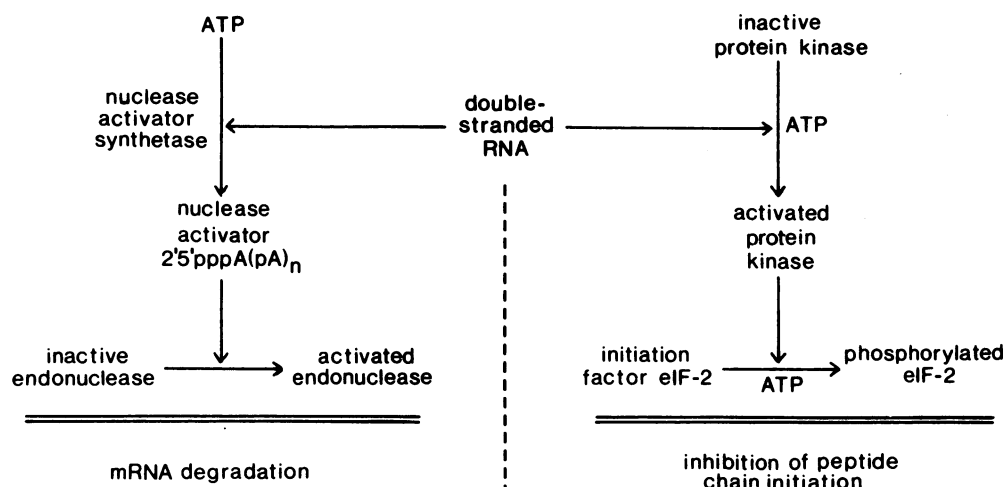 ATP
nuclease
activator
synthetase
nuclease
activator
2'5'pppA(pA)n
inactive
endonuclease
activated
endonuclease
mRNA degradation
double-
stranded
RNA
inactive
protein kinase
ATP
activated
protein
kinase
initiation
factor eIF-2
ATP
phosphorylated
eIF-2
inhibition of peptide
chain initiation